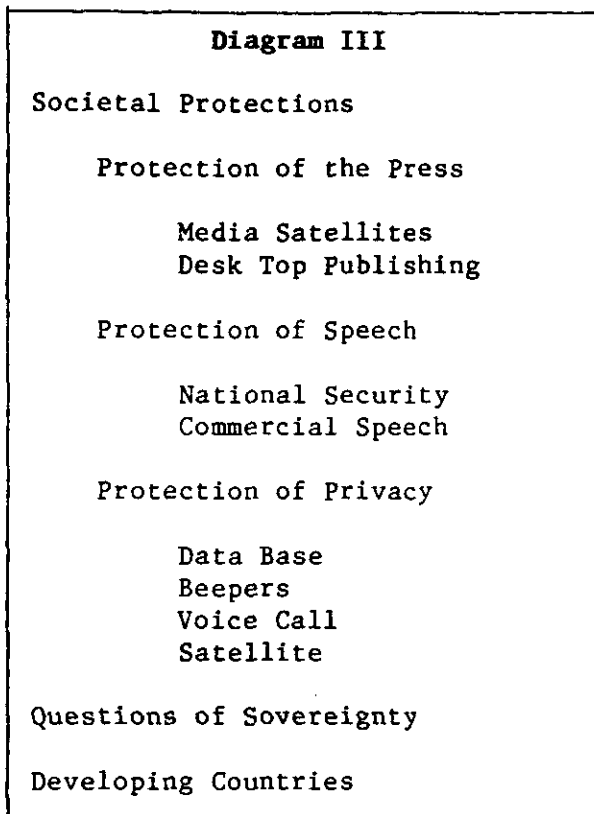 Diagram III
Societal Protections
Protection of the Press
Media Satellites
Desk Top Publishing
Protection of Speech
National Security
Commercial Speech
Protection of Privacy
Data Base
Beepers
Voice Call
Satellite
Questions of Sovereignty
Developing Countries